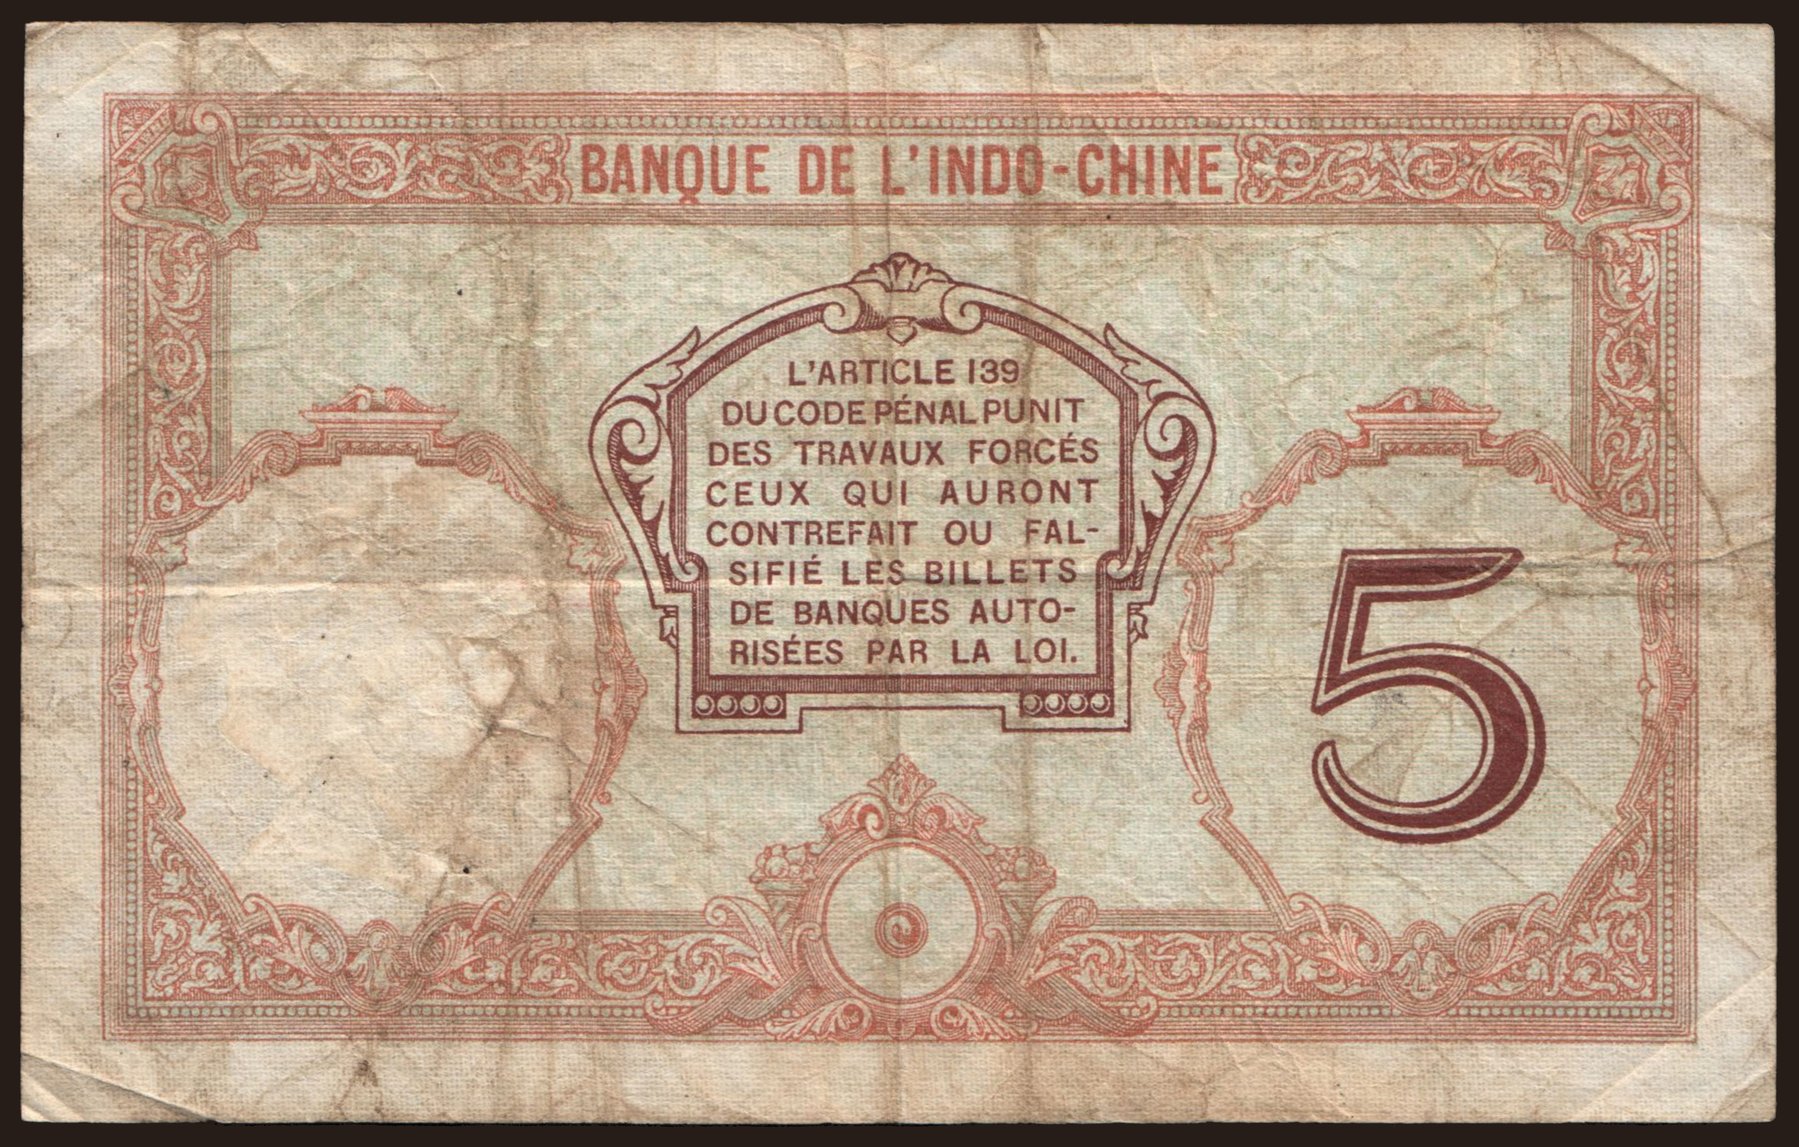 BANQUE DE L'INDO-CHINE
L'ARTICLE 139
DU CODE PÉNAL PUNIT
DES TRAVAUX FORCÉS
CEUX QUI AURONT
CONTREFAIT OU FAL-
SIFIÉ LES BILLETS
DE BANQUES AUTO-
RISÉES PAR LA LOI.
5